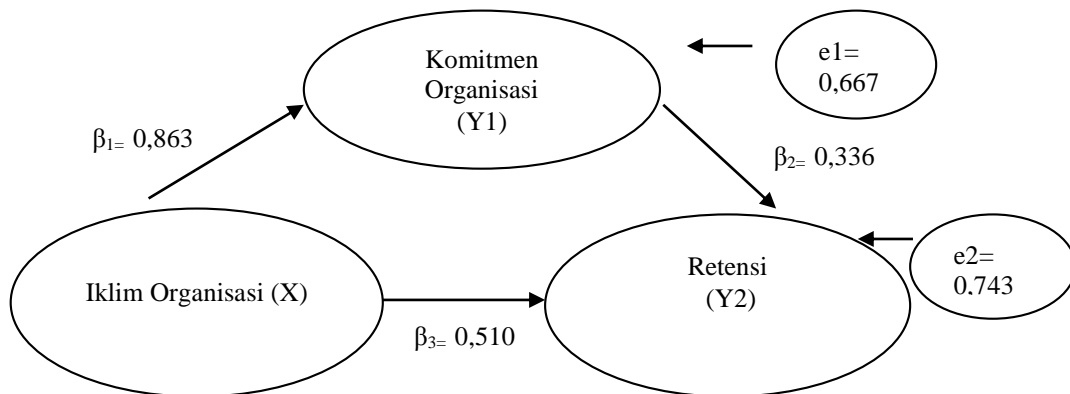 Komitmen
Organisasi
(Y1)
e1=
0,667
β1= 0,863
β2= 0,336
Iklim Organisasi (X)
Retensi
(Y2)
e2=
0,743
β3= 0,510